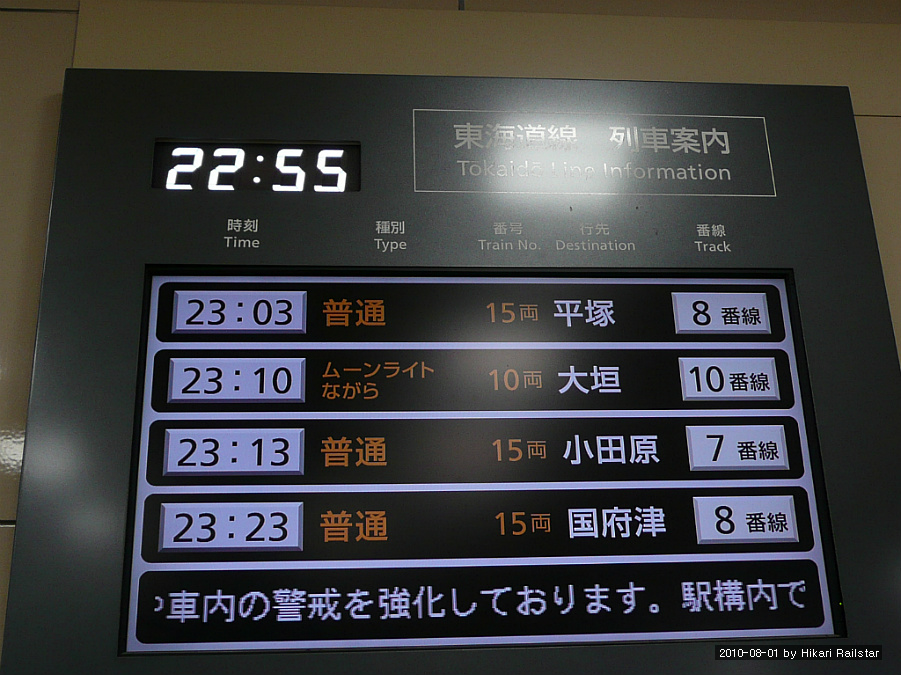 22:55
東海道線 列車案内
Tōkaidō Line Information
時刻 種別 番号 行先 番線
Time Type Train No. Destination Track
23:03 普通 15両 平塚 8番線
23:10 ムーンライト ながら 10両 大垣 10番線
23:13 普通 15両 小田原 7番線
23:23 普通 15両 国府津 8番線
車内の警戒を強化しております。駅構内で
2010-08-01 by Hikari Railstar